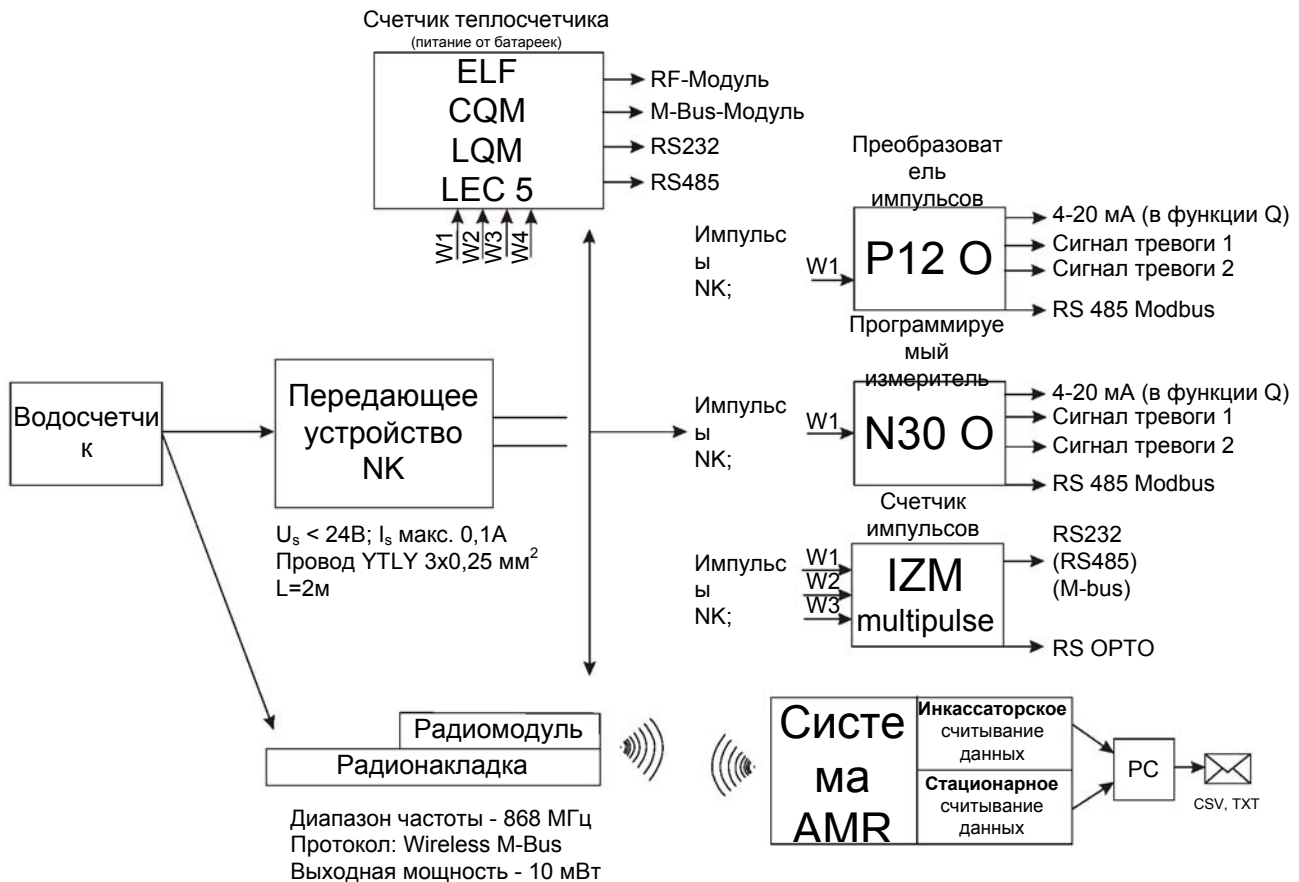 Счетчик теплосчетчика
(питание от батареек)
ELF
CQM
LQM
LEC 5
RF-Модуль
M-Bus-Модуль
RS232
RS485
W1
W2
W3
W4
Преобразоват
ель
импульсов
Импульс
ы
NK;
W1
P12 O
4-20 мА (в функции Q)
Сигнал тревоги 1
Сигнал тревоги 2
RS 485 Modbus
Программируе
мый
измеритель
Импульс
ы
NK;
W1
N30 O
4-20 мА (в функции Q)
Сигнал тревоги 1
Сигнал тревоги 2
RS 485 Modbus
Водосчетчи
к
Передающее
устройство
NK
Us < 24В; Is макс. 0,1А
Провод YTLY 3x0,25 мм²
L=2м
Счетчик
импульсов
Импульс
ы
NK;
W1
W2
W3
IZM
multipulse
RS232
(RS485)
(M-bus)
RS OPTO
Радиомодуль
Радионакладка
Диапазон частоты - 868 МГц
Протокол: Wireless M-Bus
Выходная мощность - 10 мВт
Систе
ма
AMR
Инкассаторское
считывание
данных
Стационарное
считывание
данных
PC
CSV, TXT